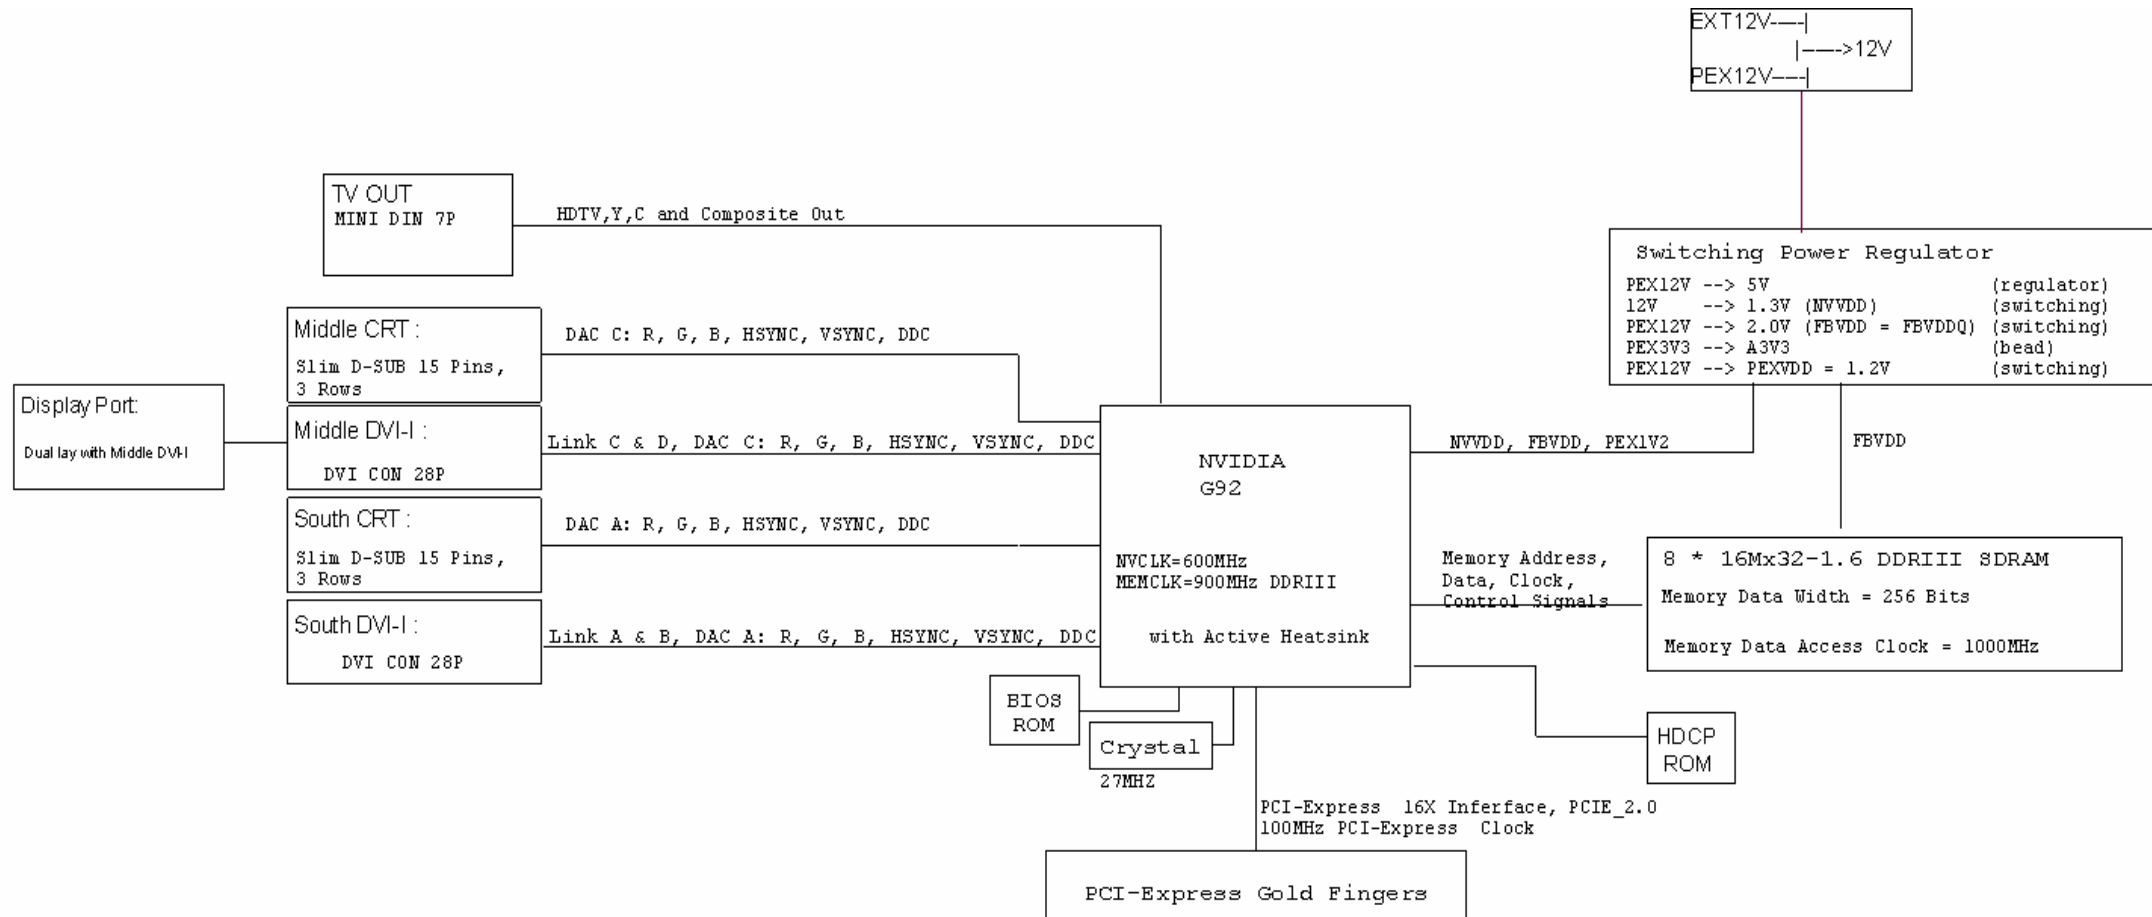 EXT12V----|
|---->12V
PEX12V----|
TV OUT
MINI DIN 7P
HDTV,Y,C and Composite Out
Switching Power Regulator
PEX12V --> 5V (regulator)
12V --> 1.3V (NVVDD) (switching)
PEX12V --> 2.0V (FBVDD = FBVDDQ) (switching)
PEX3V3 --> A3V3 (bead)
PEX12V --> PEXVDD = 1.2V (switching)
Middle CRT :
Slim D-SUB 15 Pins,
3 Rows
DAC C: R, G, B, HSYNC, VSYNC, DDC
Display Port:
Dual lay with Middle DVI-I
Middle DVI-I :
DVI CON 28P
Link C & D, DAC C: R, G, B, HSYNC, VSYNC, DDC
South CRT :
Slim D-SUB 15 Pins,
3 Rows
DAC A: R, G, B, HSYNC, VSYNC, DDC
South DVI-I :
DVI CON 28P
Link A & B, DAC A: R, G, B, HSYNC, VSYNC, DDC
NVIDIA
G92
NVCLK=600MHz
MEMCLK=900MHz DDRIII
with Active Heatsink
NVVDD, FBVDD, PEX1V2
FBVDD
Memory Address,
Data, Clock,
Control Signals
8 * 16Mx32-1.6 DDRIII SDRAM
Memory Data Width = 256 Bits
Memory Data Access Clock = 1000MHz
BIOS
ROM
Crystal
27MHZ
HDCP
ROM
PCI-Express 16X Inferface, PCIE_2.0
100MHz PCI-Express Clock
PCI-Express Gold Fingers